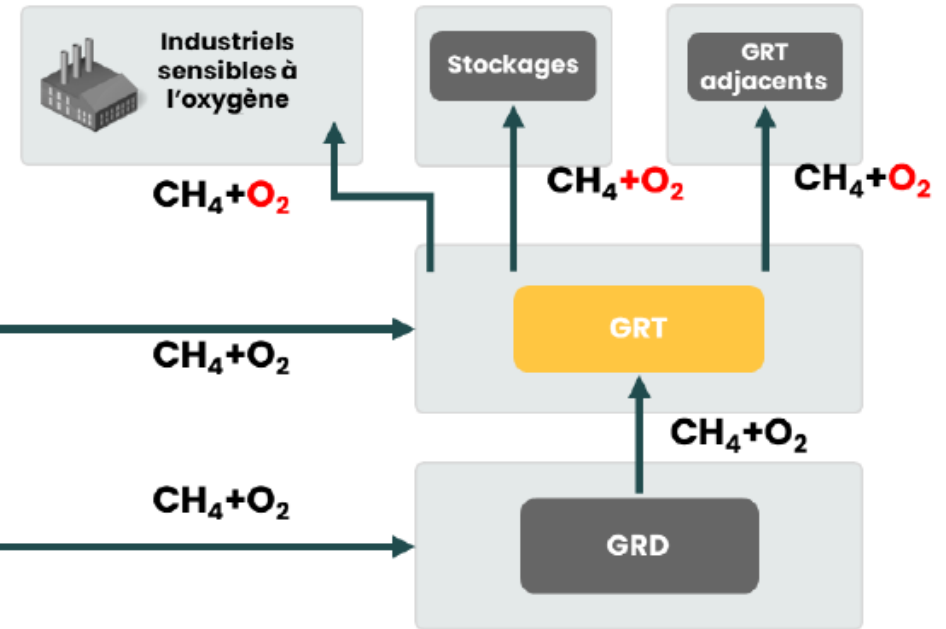 Industriels
sensibles à
l'oxygène
Stockages
GRT
adjacents
CH₄+O₂
CH₄+O₂
CH₄+O₂
GRT
CH₄+O₂
CH₄+O₂
CH₄+O₂
GRD